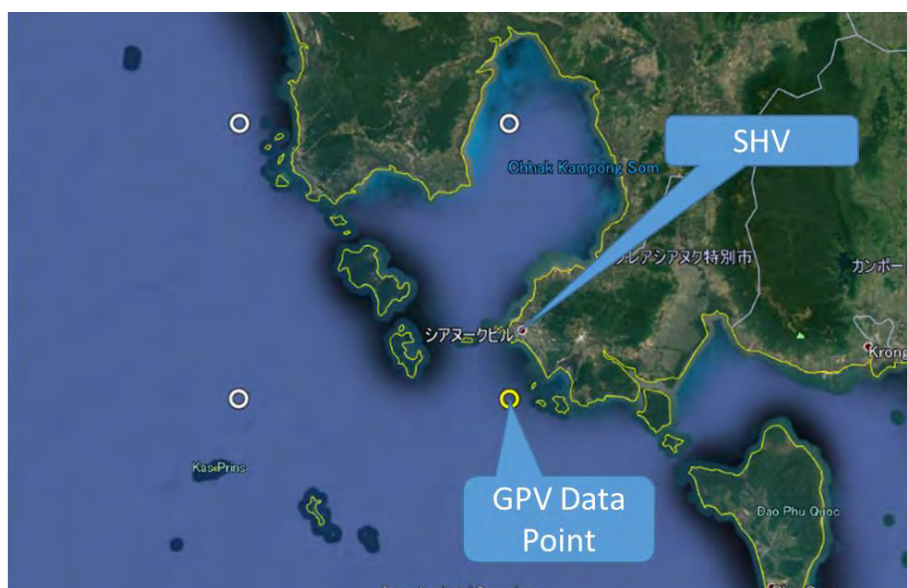 SHV
Chhak Kampong Som
プレアシアヌク特別市
カンポー
シアヌークビル
Krong
Kas Prins
GPV Data
Point
Dao Phu Quoc